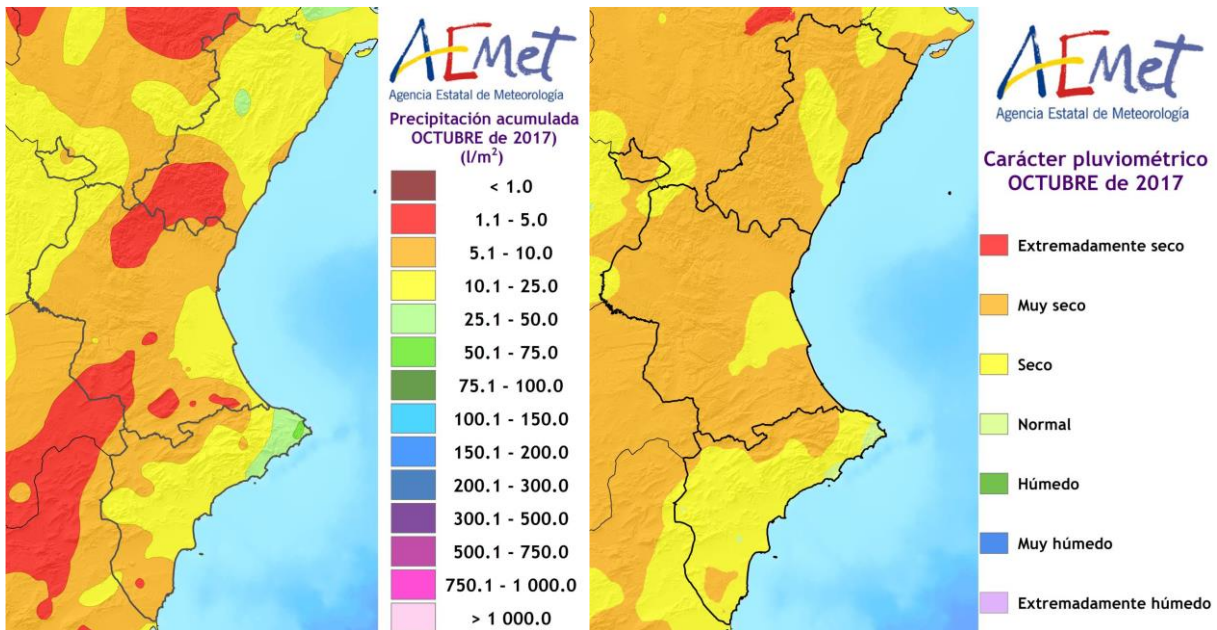 AEMet
Agencia Estatal de Meteorología
Precipitación acumulada
OCTUBRE de 2017)
(l/m²)
< 1.0
1.1 - 5.0
5.1 - 10.0
10.1 - 25.0
25.1 - 50.0
50.1 - 75.0
75.1 - 100.0
100.1 - 150.0
150.1 - 200.0
200.1 - 300.0
300.1 - 500.0
500.1 - 750.0
750.1 - 1 000.0
> 1 000.0
AEMet
Agencia Estatal de Meteorología
Carácter pluviométrico
OCTUBRE de 2017
Extremadamente seco
Muy seco
Seco
Normal
Húmedo
Muy húmedo
Extremadamente húmedo